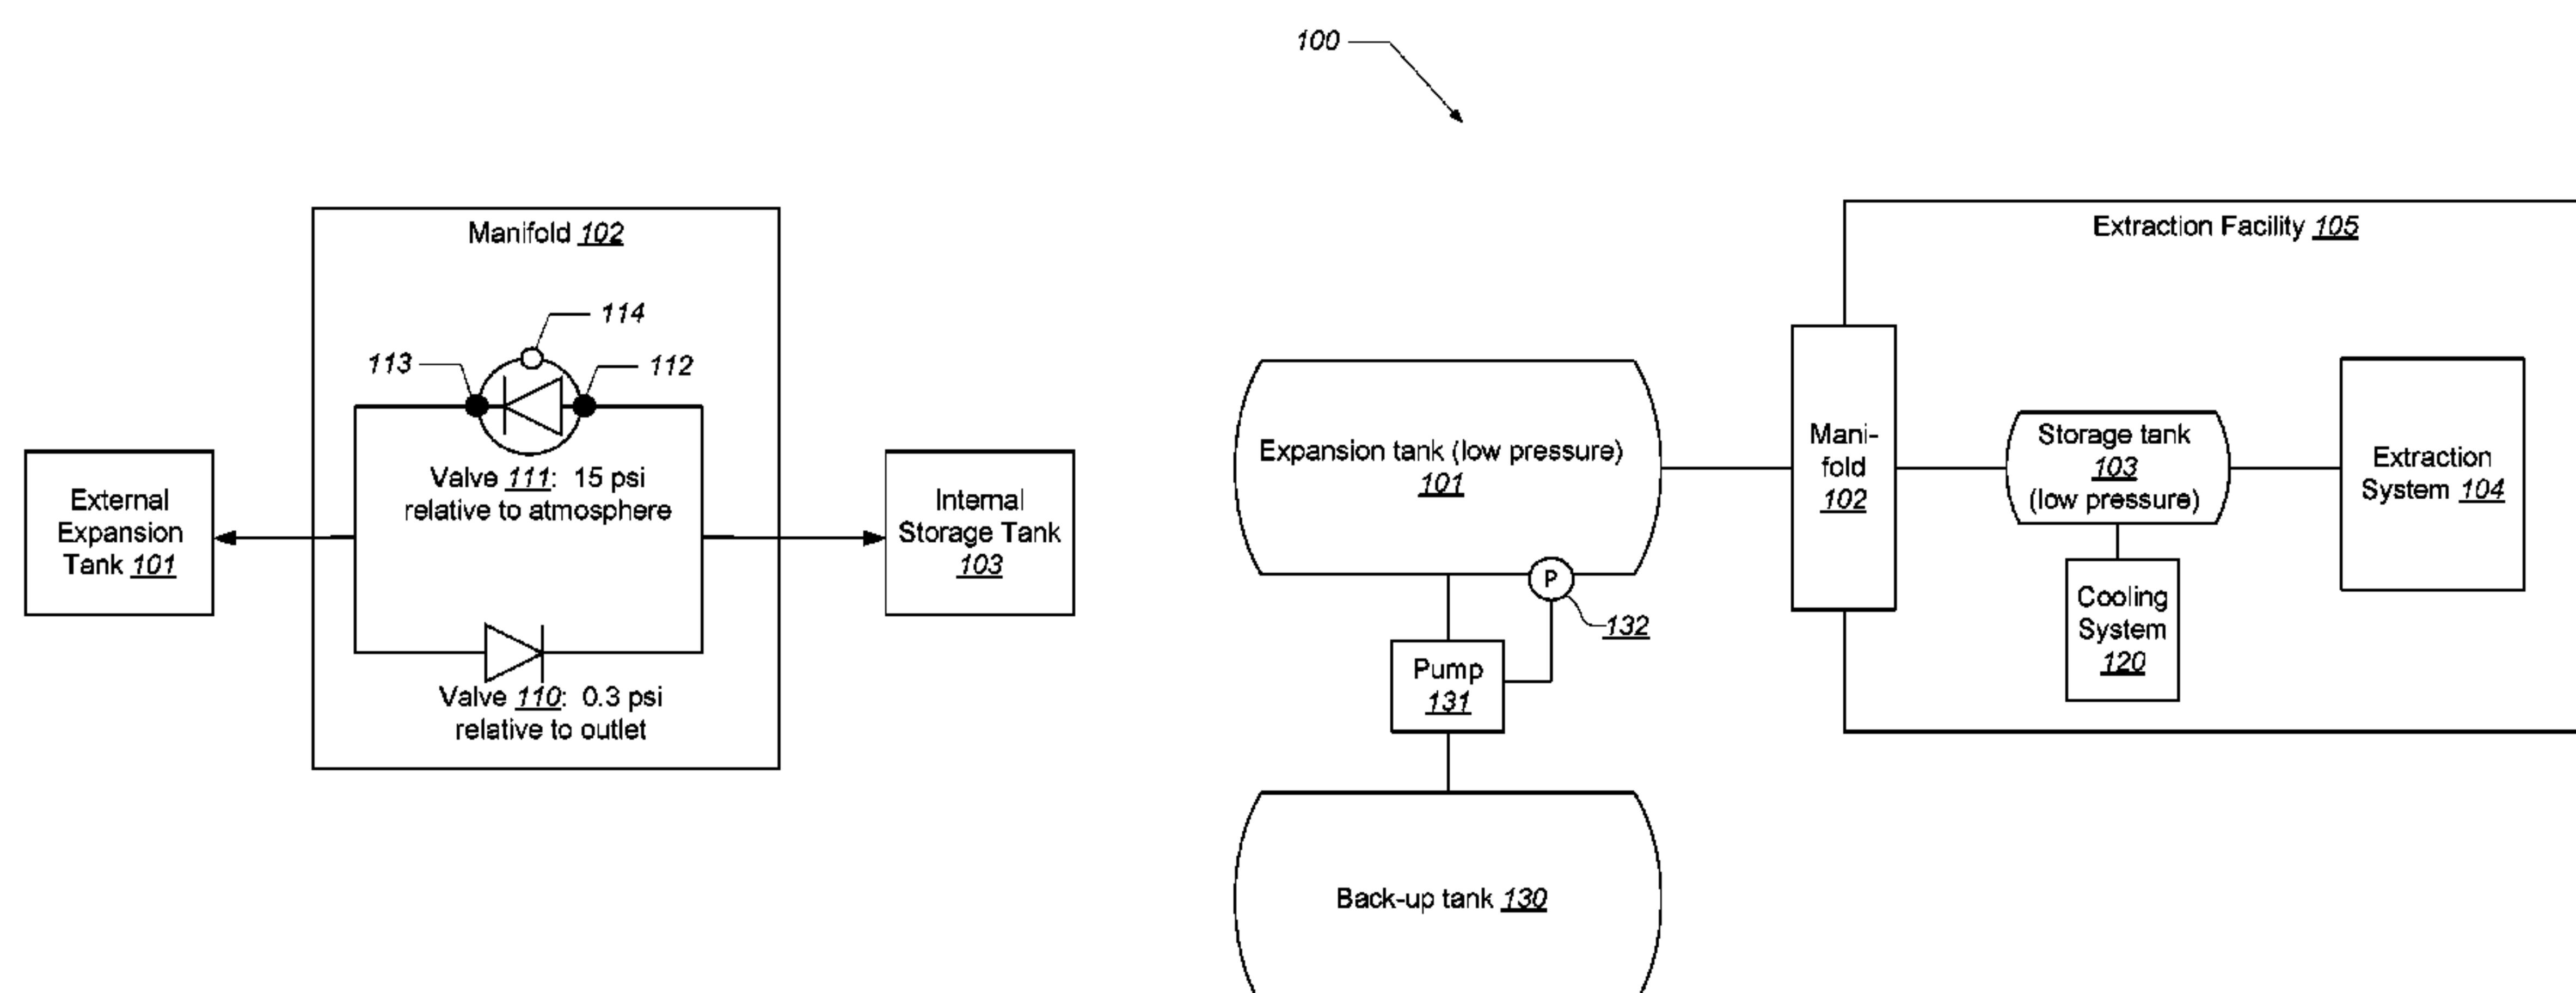 100
Manifold 102
114
113
112
Valve 111: 15 psi
relative to atmosphere
External
Expansion
Tank 101
Internal
Storage Tank
103
Valve 110: 0.3 psi
relative to outlet
Extraction Facility 105
Expansion tank (low pressure)
101
Mani-
fold
102
Storage tank
103
(low pressure)
Extraction
System 104
P
132
Cooling
System
120
Pump
131
Back-up tank 130